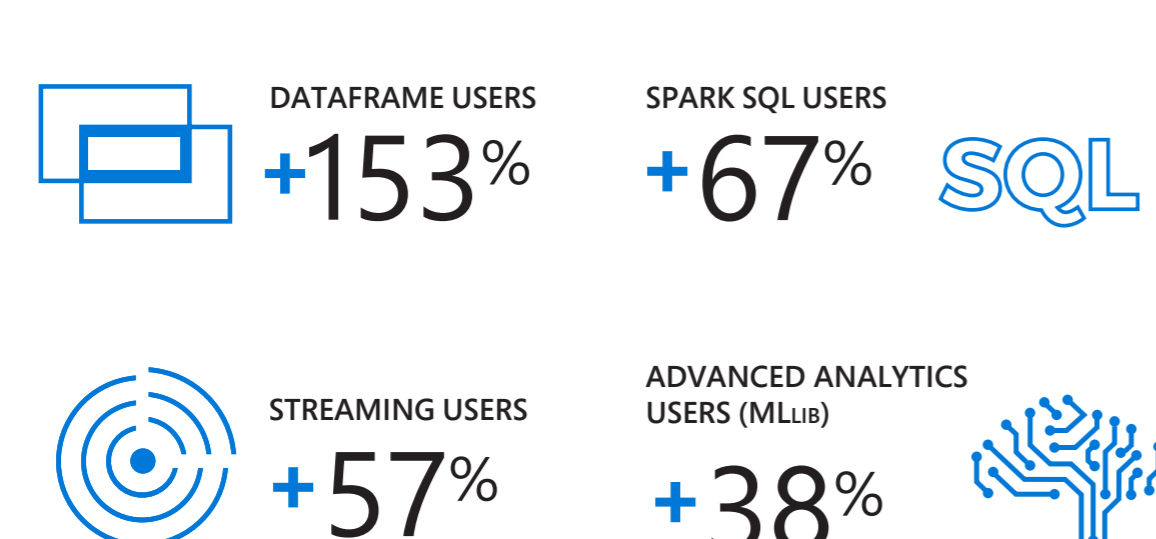 DATAFRAME USERS
+153%
SPARK SQL USERS
+67%
SQL
STREAMING USERS
+57%
ADVANCED ANALYTICS
USERS (MLLIB)
+38%